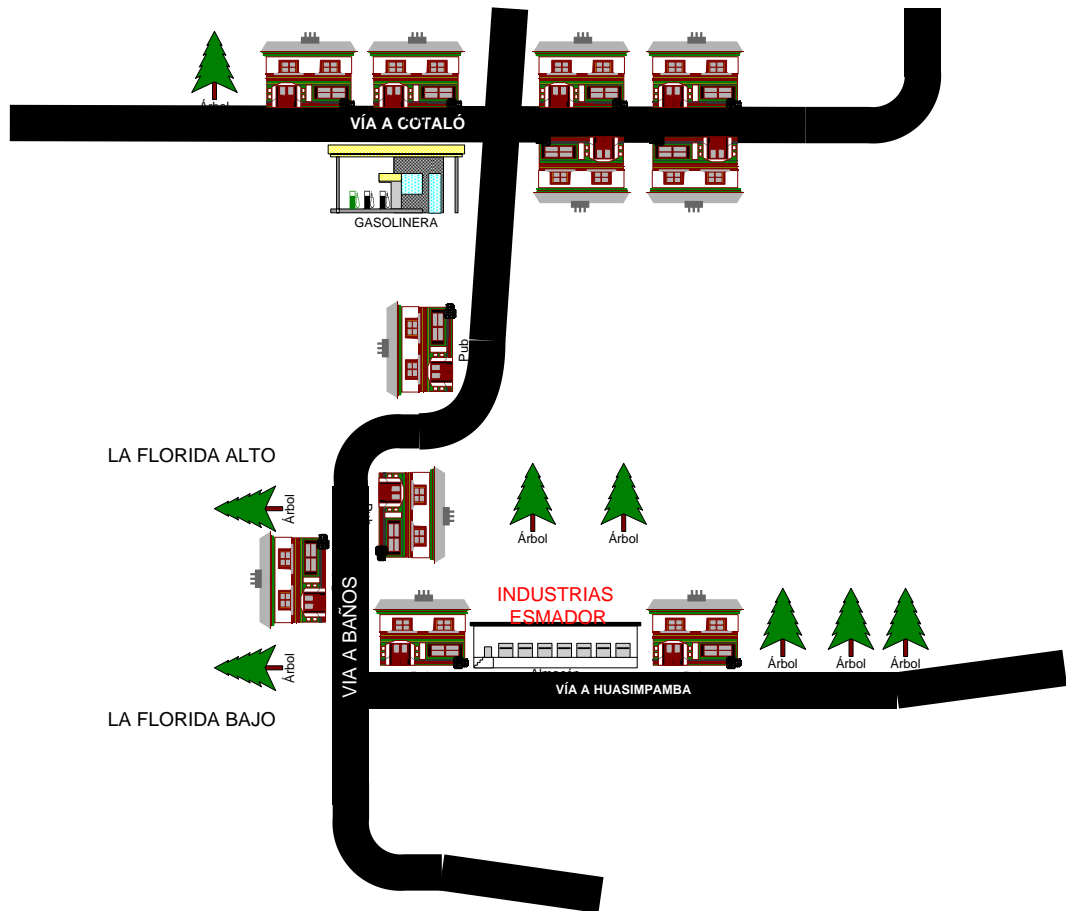 Árbol
VÍA A COTALÓ
GASOLINERA
Pub
LA FLORIDA ALTO
Árbol
Árbol
Árbol
VIA A BAÑOS
INDUSTRIAS
ESMADOR
Árbol
Árbol
Árbol
Árbol
VÍA A HUASIMPAMBA
LA FLORIDA BAJO